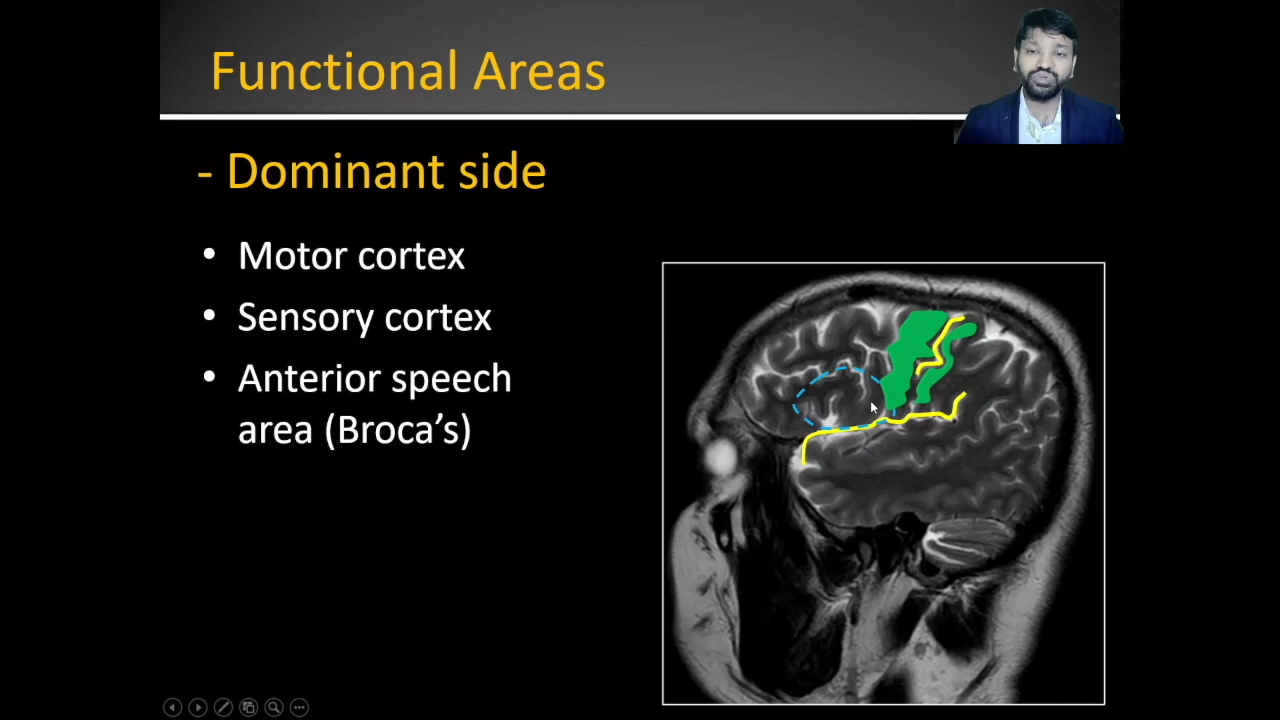 Functional Areas
- Dominant side
• Motor cortex
• Sensory cortex
• Anterior speech
area (Broca’s)